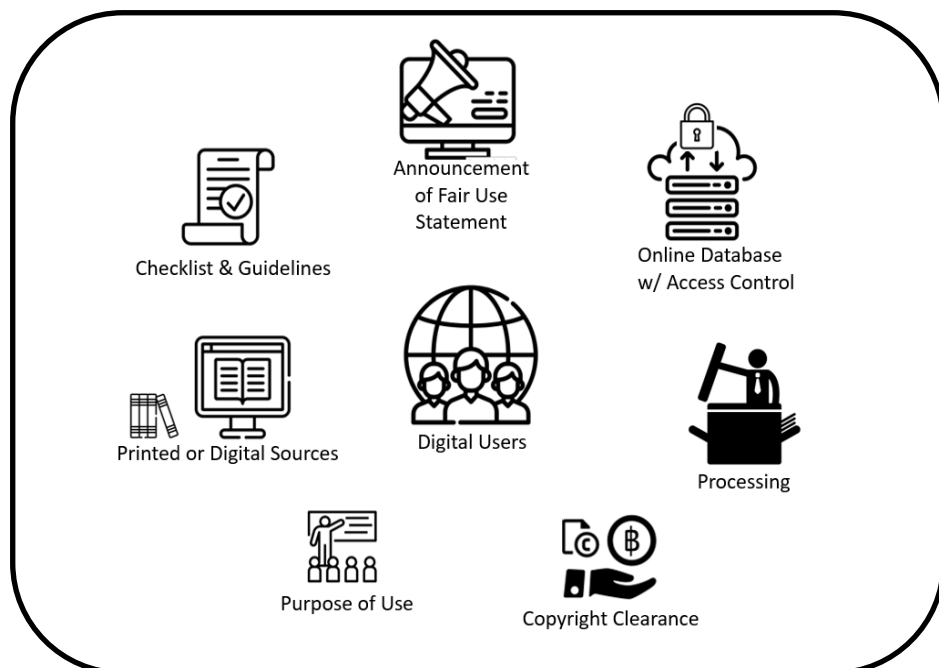 Announcement
of Fair Use
Statement
Checklist & Guidelines
Online Database
w/ Access Control
Printed or Digital Sources
Digital Users
Processing
Purpose of Use
Copyright Clearance